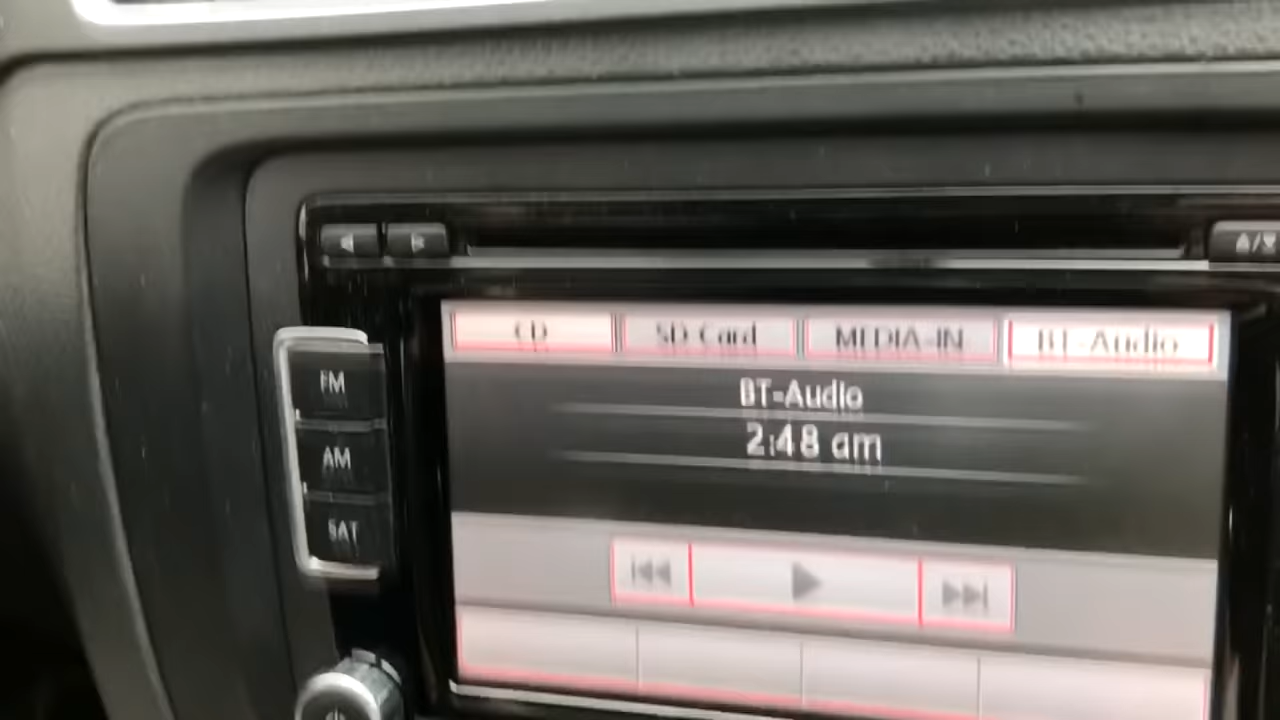 CD SD Card MEDIA-IN BT-Audio
BT-Audio
2:48 am
FM
AM
SAT